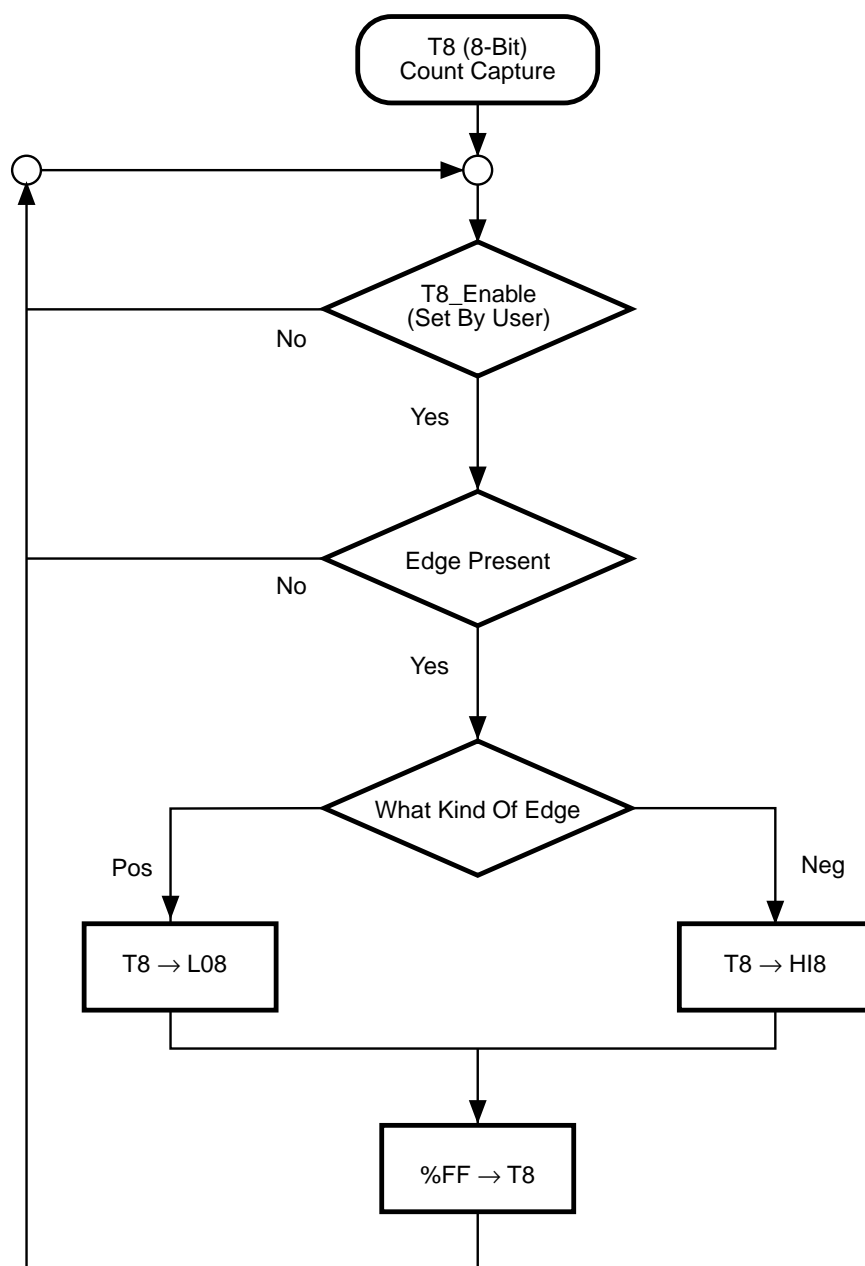 T8 (8-Bit)
Count Capture
T8_Enable
(Set By User)
No
Yes
Edge Present
No
Yes
What Kind Of Edge
Pos
Neg
T8 → L08
T8 → HI8
%FF → T8